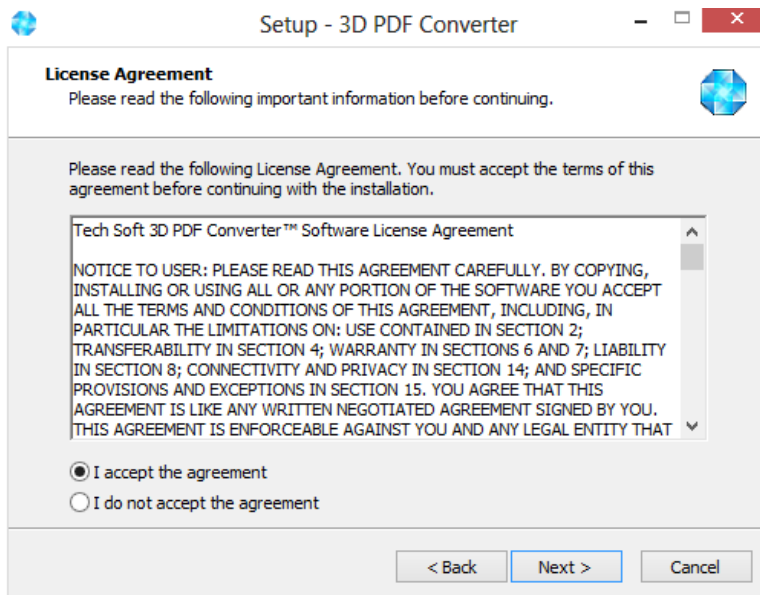 Setup - 3D PDF Converter
License Agreement
Please read the following important information before continuing.
Please read the following License Agreement. You must accept the terms of this
agreement before continuing with the installation.
Tech Soft 3D PDF Converter™ Software License Agreement
NOTICE TO USER: PLEASE READ THIS AGREEMENT CAREFULLY. BY COPYING,
INSTALLING OR USING ALL OR ANY PORTION OF THE SOFTWARE YOU ACCEPT
ALL THE TERMS AND CONDITIONS OF THIS AGREEMENT, INCLUDING, IN
PARTICULAR THE LIMITATIONS ON: USE CONTAINED IN SECTION 2;
TRANSFERABILITY IN SECTION 4; WARRANTY IN SECTIONS 6 AND 7; LIABILITY
IN SECTION 8; CONNECTIVITY AND PRIVACY IN SECTION 14; AND SPECIFIC
PROVISIONS AND EXCEPTIONS IN SECTION 15. YOU AGREE THAT THIS
AGREEMENT IS LIKE ANY WRITTEN NEGOTIATED AGREEMENT SIGNED BY YOU.
THIS AGREEMENT IS ENFORCEABLE AGAINST YOU AND ANY LEGAL ENTITY THAT
I accept the agreement
I do not accept the agreement
< Back Next > Cancel